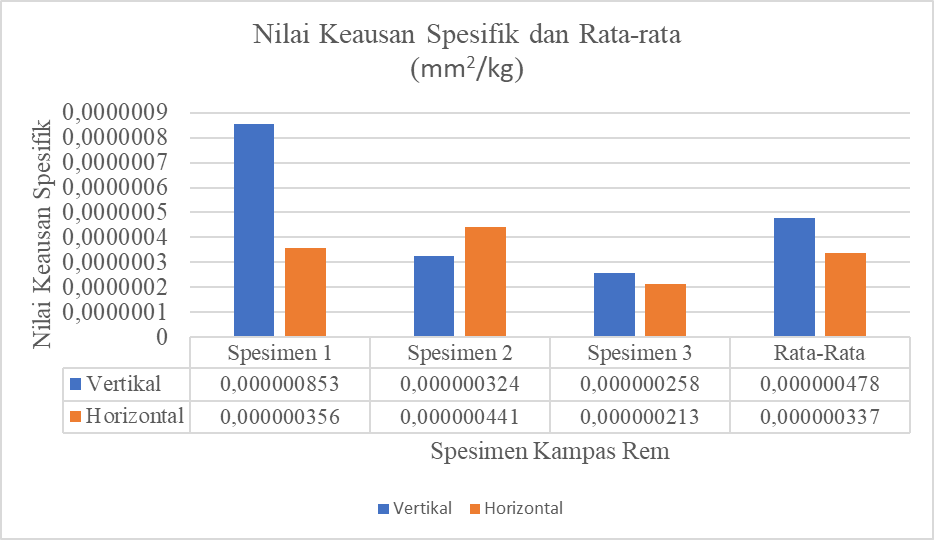 Nilai Keausan Spesifik dan Rata-rata
(mm²/kg)
Nilai Keausan Spesifik
0,0000009
0,0000008
0,0000007
0,0000006
0,0000005
0,0000004
0,0000003
0,0000002
0,0000001
0
Spesimen 1 Spesimen 2 Spesimen 3 Rata-Rata
Vertikal 0,000000853 0,000000324 0,000000258 0,000000478
Horizontal 0,000000356 0,000000441 0,000000213 0,000000337
Spesimen Kampas Rem
Vertikal Horizontal